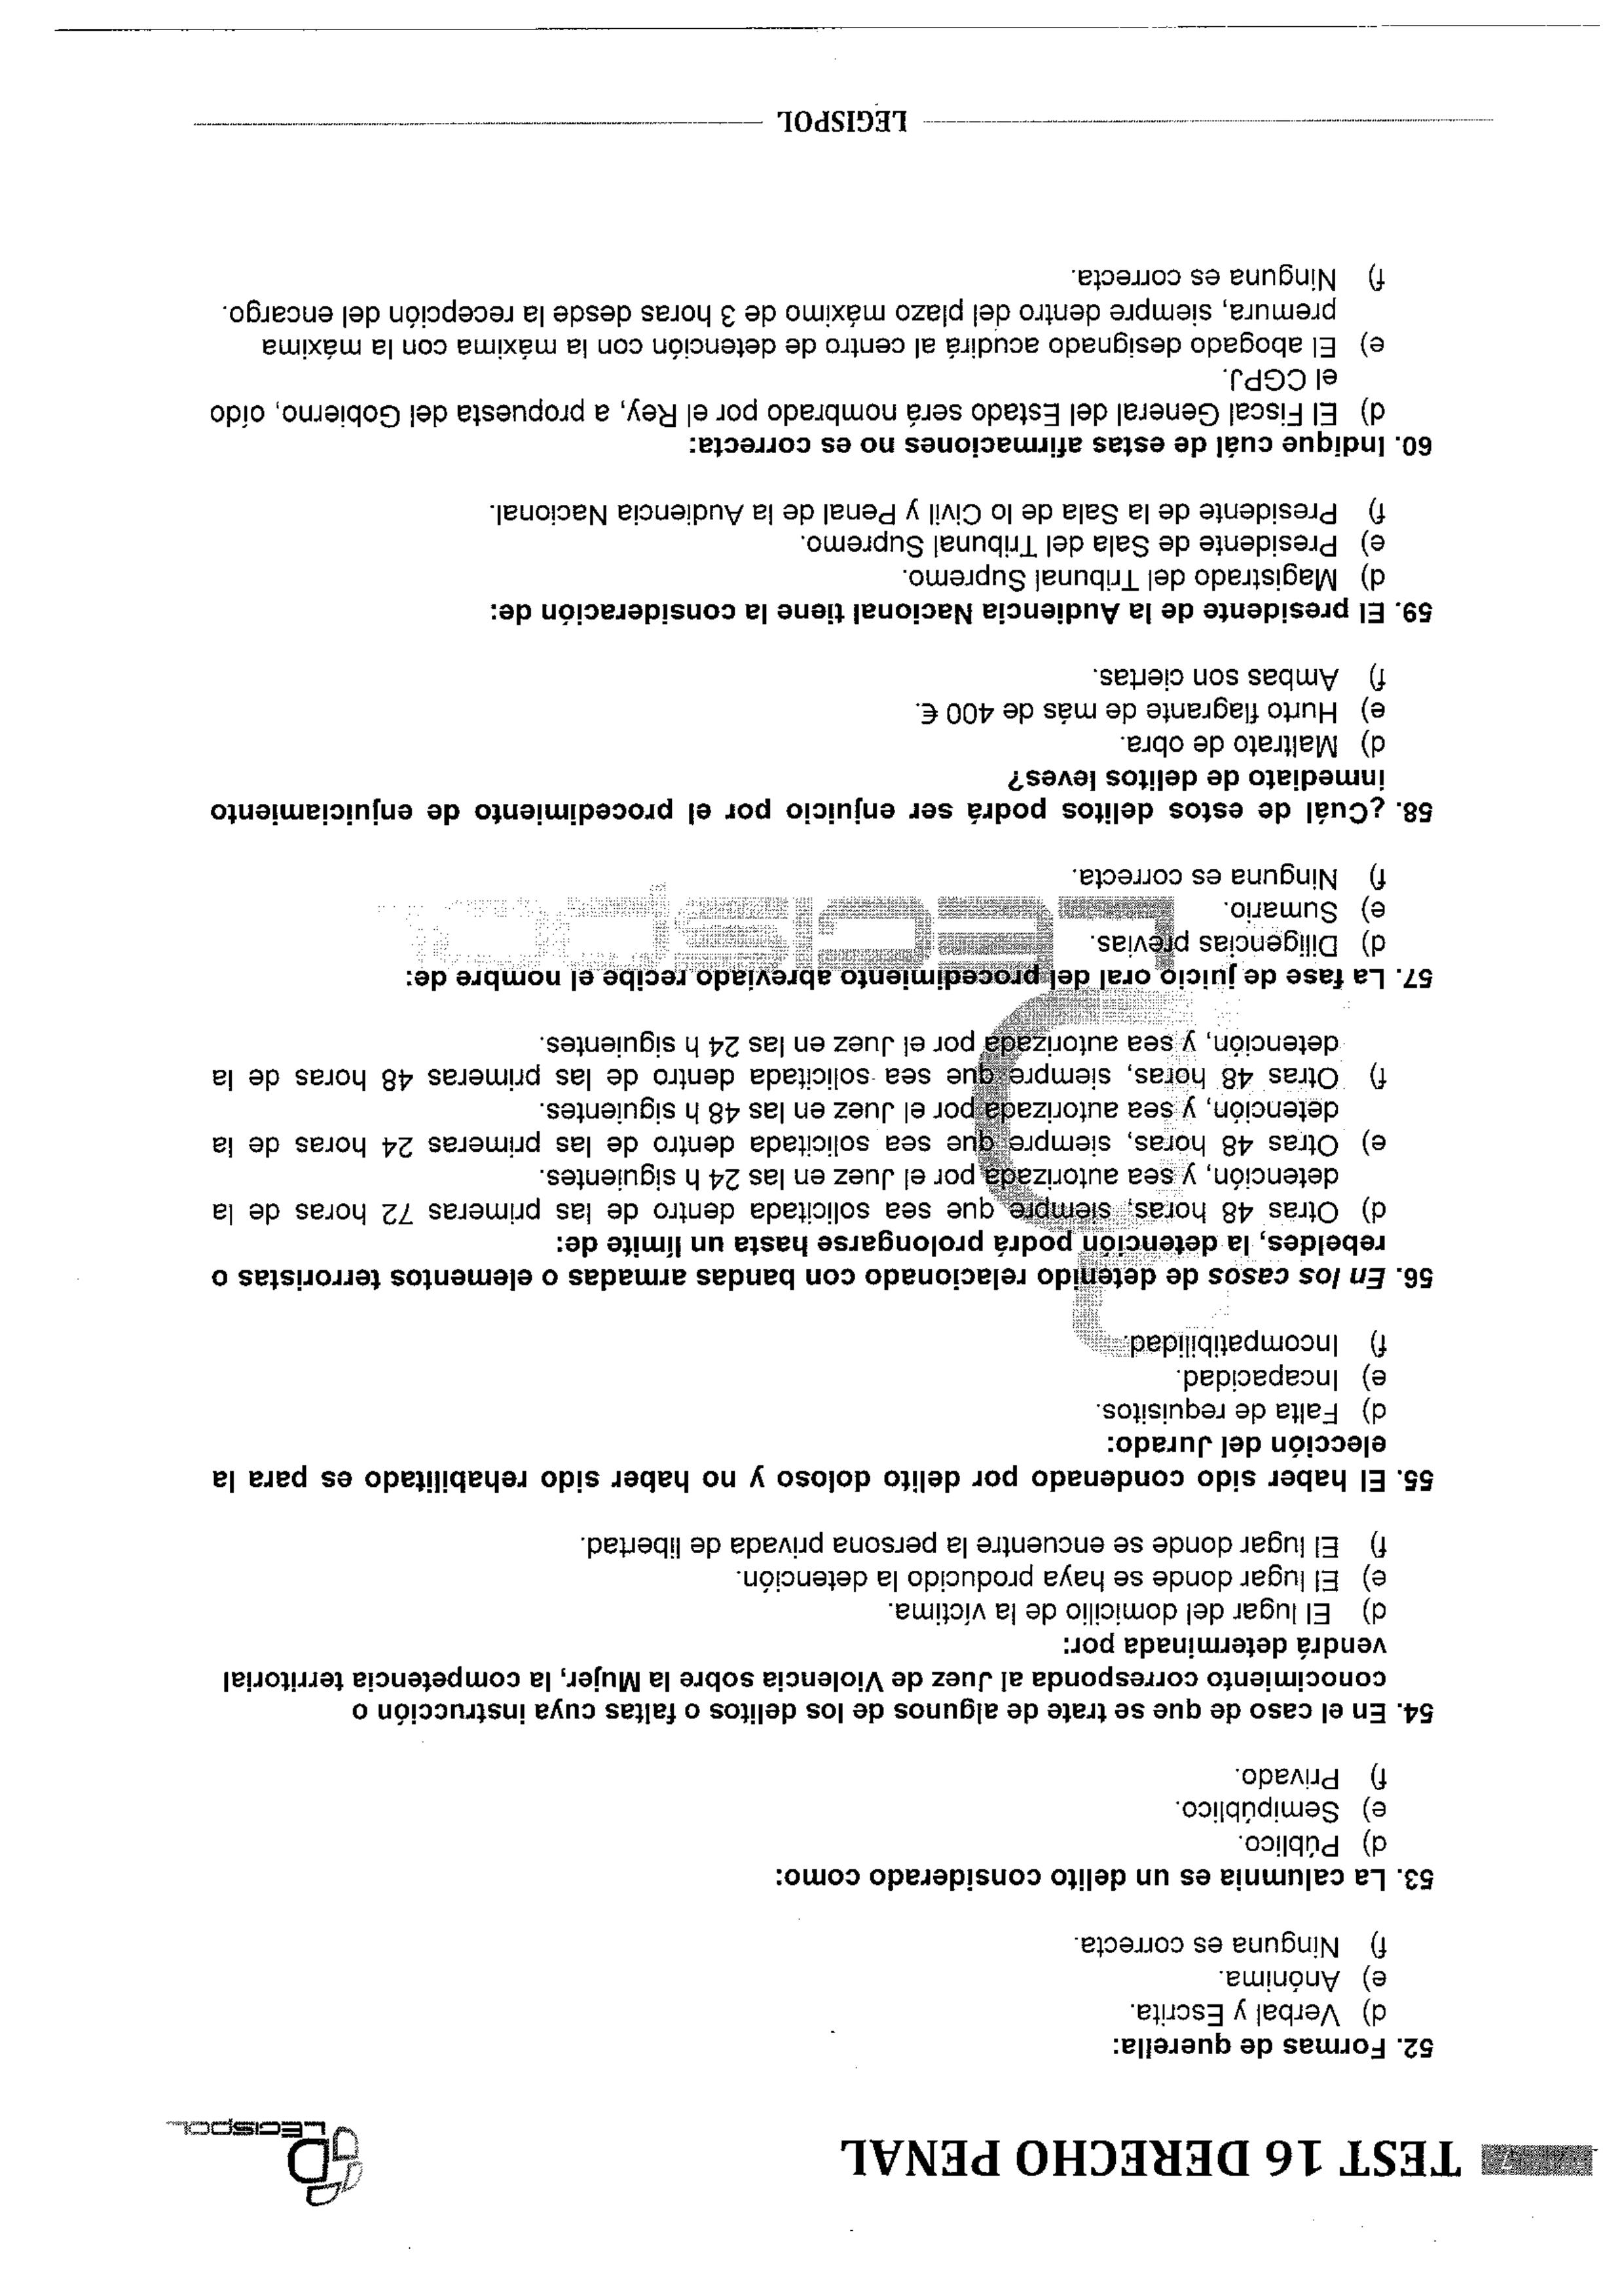 7 TEST 16 DERECHO PENAL
LEGISPOL
52. Formas de querella:
d) Verbal y Escrita.
e) Anónima.
f) Ninguna es correcta.
53. La calumnia es un delito considerado como:
d) Público.
e) Semipúblico.
f) Privado.
54. En el caso de que se trate de algunos de los delitos o faltas cuya instrucción o
conocimiento corresponda al Juez de Violencia sobre la Mujer, la competencia territorial
vendrá determinada por:
d) El lugar del domicilio de la víctima.
e) El lugar donde se haya producido la detención.
f) El lugar donde se encuentre la persona privada de libertad.
55. El haber sido condenado por delito doloso y no haber sido rehabilitado es para la
elección del Jurado:
d) Falta de requisitos.
e) Incapacidad.
f) Incompatibilidad.
56. En los casos de detenido relacionado con bandas armadas o elementos terroristas o
rebeldes, la detención podrá prolongarse hasta un límite de:
d) Otras 48 horas, siempre que sea solicitada dentro de las primeras 72 horas de la
detención, y sea autorizada por el Juez en las 24 h siguientes.
e) Otras 48 horas, siempre que sea solicitada dentro de las primeras 24 horas de la
detención, y sea autorizada por el Juez en las 48 h siguientes.
f) Otras 48 horas, siempre que sea solicitada dentro de las primeras 48 horas de la
detención, y sea autorizada por el Juez en las 24 h siguientes.
57. La fase de juicio oral del procedimiento abreviado recibe el nombre de:
d) Diligencias previas.
e) Sumario.
f) Ninguna es correcta.
LEGISPOL
58. ¿Cuál de estos delitos podrá ser enjuicio por el procedimiento de enjuiciamiento
inmediato de delitos leves?
d) Maltrato de obra.
e) Hurto flagrante de más de 400 €.
f) Ambas son ciertas.
59. El presidente de la Audiencia Nacional tiene la consideración de:
d) Magistrado del Tribunal Supremo.
e) Presidente de Sala del Tribunal Supremo.
f) Presidente de la Sala de lo Civil y Penal de la Audiencia Nacional.
60. Indique cuál de estas afirmaciones no es correcta:
d) El Fiscal General del Estado será nombrado por el Rey, a propuesta del Gobierno, oído
el CGPJ.
e) El abogado designado acudirá al centro de detención con la máxima con la máxima
premura, siempre dentro del plazo máximo de 3 horas desde la recepción del encargo.
f) Ninguna es correcta.
LEGISPOL